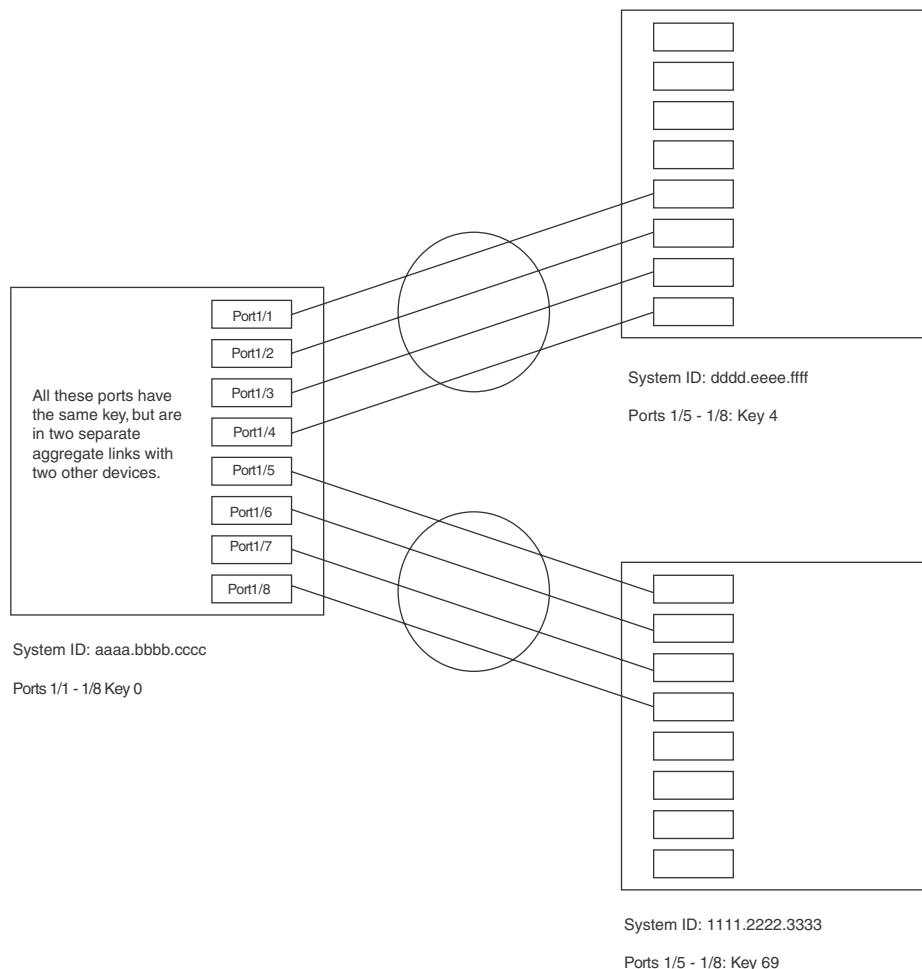 Port1/1
Port1/2
Port1/3
Port1/4
Port1/5
Port1/6
Port1/7
Port1/8
All these ports have
the same key, but are
in two separate
aggregate links with
two other devices.
System ID: aaaa.bbbb.cccc
Ports 1/1 - 1/8 Key 0
System ID: dddd.eeee.ffff
Ports 1/5 - 1/8: Key 4
System ID: 1111.2222.3333
Ports 1/5 - 1/8: Key 69